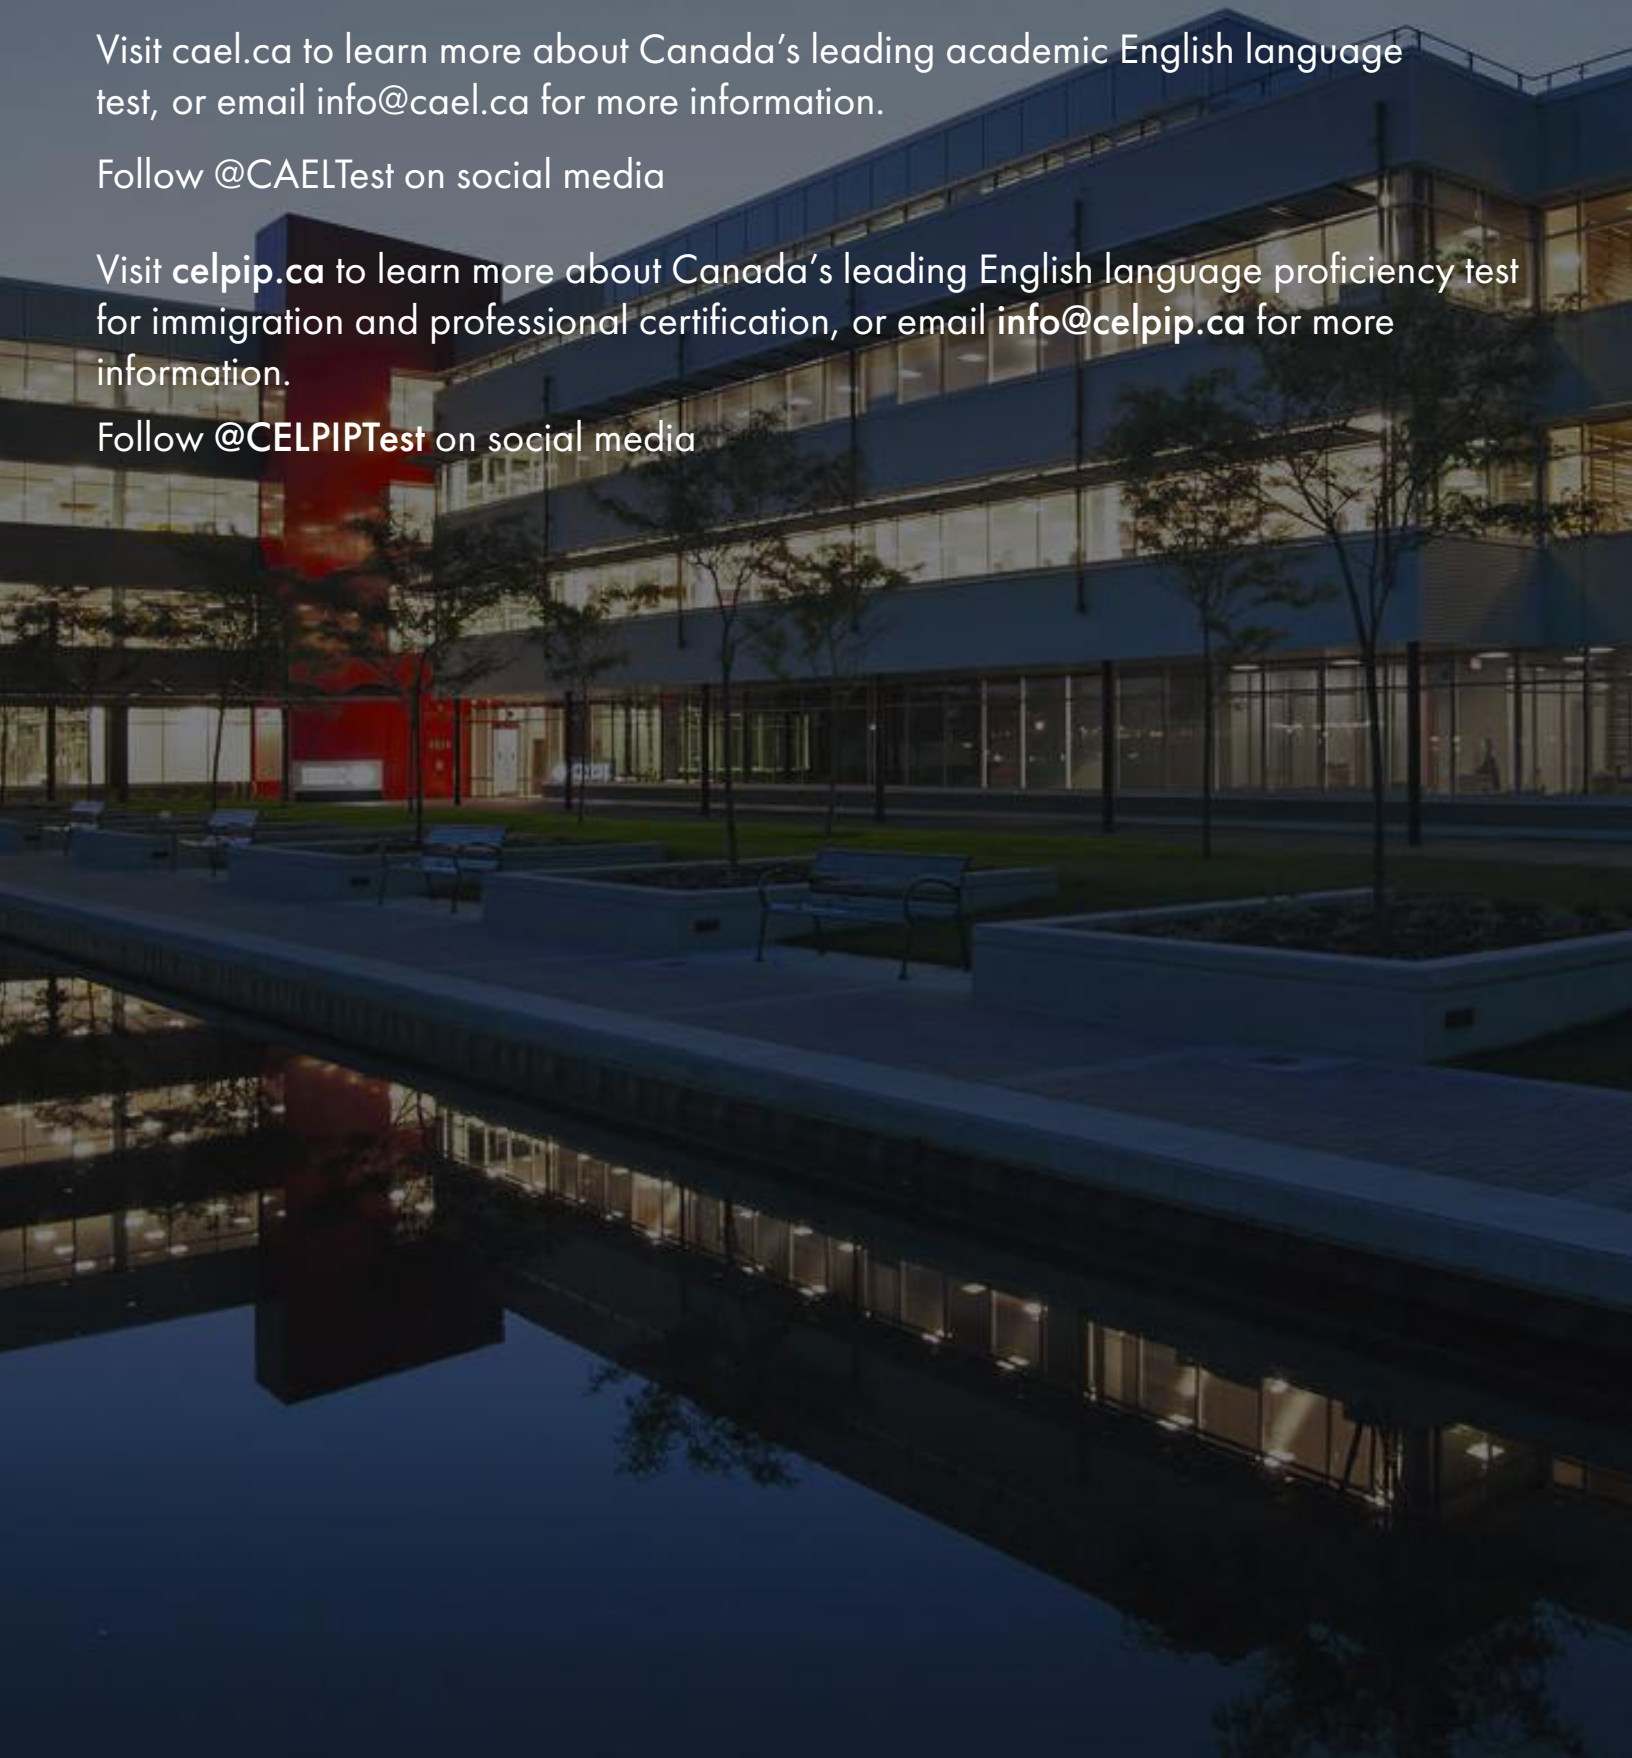 Visit cael.ca to learn more about Canada's leading academic English language
test, or email info@cael.ca for more information.
Follow @CAELTest on social media
Visit celpip.ca to learn more about Canada's leading English language proficiency test
for immigration and professional certification, or email info@celpip.ca for more
information.
Follow @CELPIPTest on social media